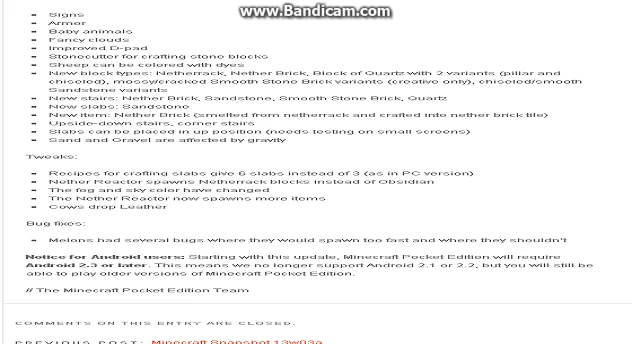 www.Bandicam.com
Signs
Armor
Baby animals
Fancy clouds
Improved D-pad
Stonecutter for crafting stone blocks
Sheep can be colored with dyes
New block types: Netherrack, Nether Brick, Block of Quartz with 2 variants (pillar and
chiseled), mossy/cracked Smooth Stone Brick variants (creative only), chiseled/smooth
Sandstone variants
New stairs: Nether Brick, Sandstone, Smooth Stone Brick, Quartz
New slabs: Sandstone
New item: Nether Brick (smelted from netherrack and crafted into nether brick tile)
Upside-down stairs, corner stairs
Slabs can be placed in up position (needs testing on small screens)
Sand and Gravel are affected by gravity
Tweaks:
Recipes for crafting slabs give 6 slabs instead of 3 (as in PC version)
Nether Reactor spawns Netherrack blocks instead of Obsidian
The fog and sky color have changed
The Nether Reactor now spawns more items
Cows drop Leather
Bug fixes:
Melons had several bugs where they would spawn too fast and where they shouldn't
Notice for Android users: Starting with this update, Minecraft Pocket Edition will require
Android 2.3 or later. This means we no longer support Android 2.1 or 2.2, but you will still be
able to play older versions of Minecraft Pocket Edition.
// The Minecraft Pocket Edition Team
COMMENTS ON THIS ENTRY ARE CLOSED.
PREVIOUS POST: Minecraft Snapshot 13w03a